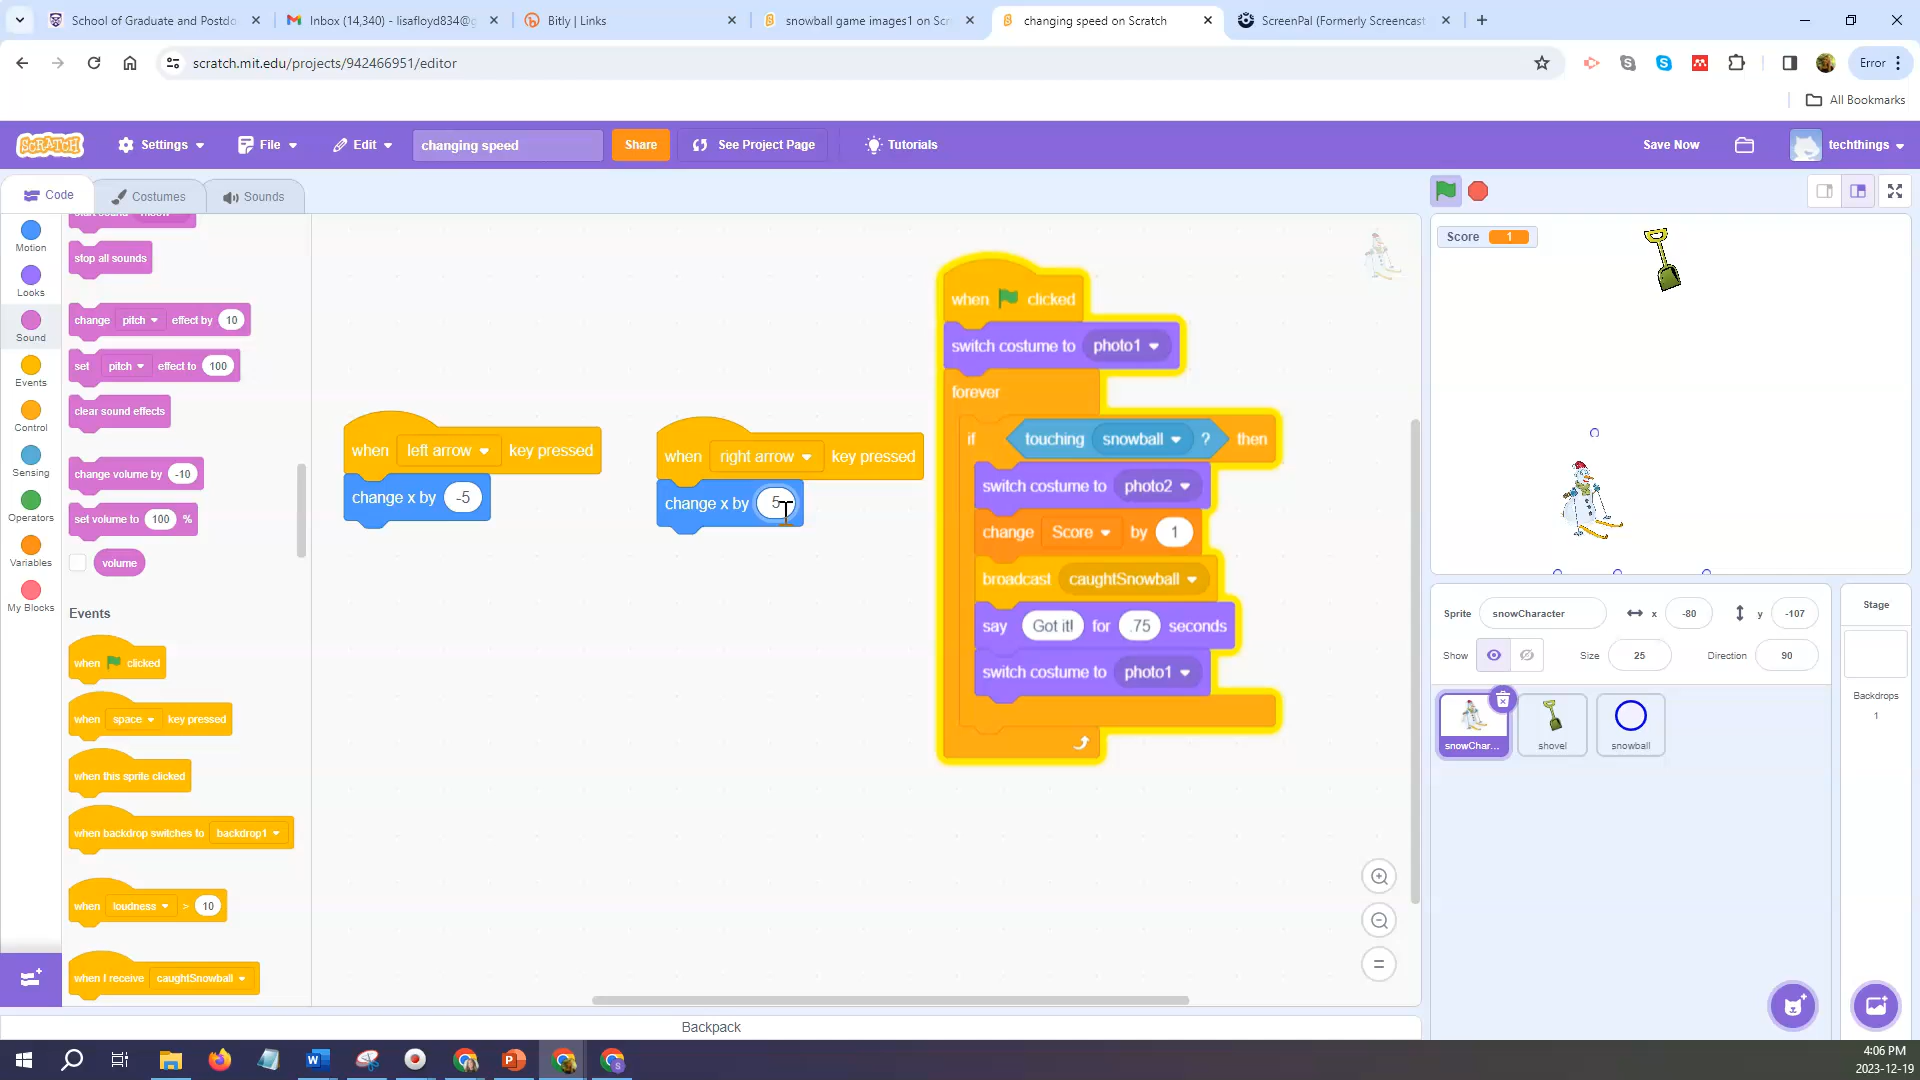 School of Graduate and Postdo
Inbox (14,340) - lisafloyd834@g
Bitly | Links
snowball game images1 on Scr
changing speed on Scratch
ScreenPal (Formerly Screencast
scratch.mit.edu/projects/942466951/editor
Error
All Bookmarks
SCRATCH
Settings
File
Edit
changing speed
Share
See Project Page
Tutorials
Save Now
techthings
Code
Costumes
Sounds
Motion
Looks
Sound
Events
Control
Sensing
Operators
Variables
My Blocks
stop all sounds
change pitch effect by 10
set pitch effect to 100
clear sound effects
change volume by -10
set volume to 100 %
volume
Events
when clicked
when space key pressed
when this sprite clicked
when backdrop switches to backdrop1
when loudness > 10
when I receive caughtSnowball
when left arrow key pressed
change x by -5
when right arrow key pressed
change x by 5
when clicked
switch costume to photo1
forever
if touching snowball ? then
switch costume to photo2
change Score by 1
broadcast caughtSnowball
say Got it! for .75 seconds
switch costume to photo1
Score 1
Sprite snowCharacter x -80 y -107
Show Size 25 Direction 90
snowChar...
shovel
snowball
Stage
Backdrops
1
Backpack
4:06 PM
2023-12-19